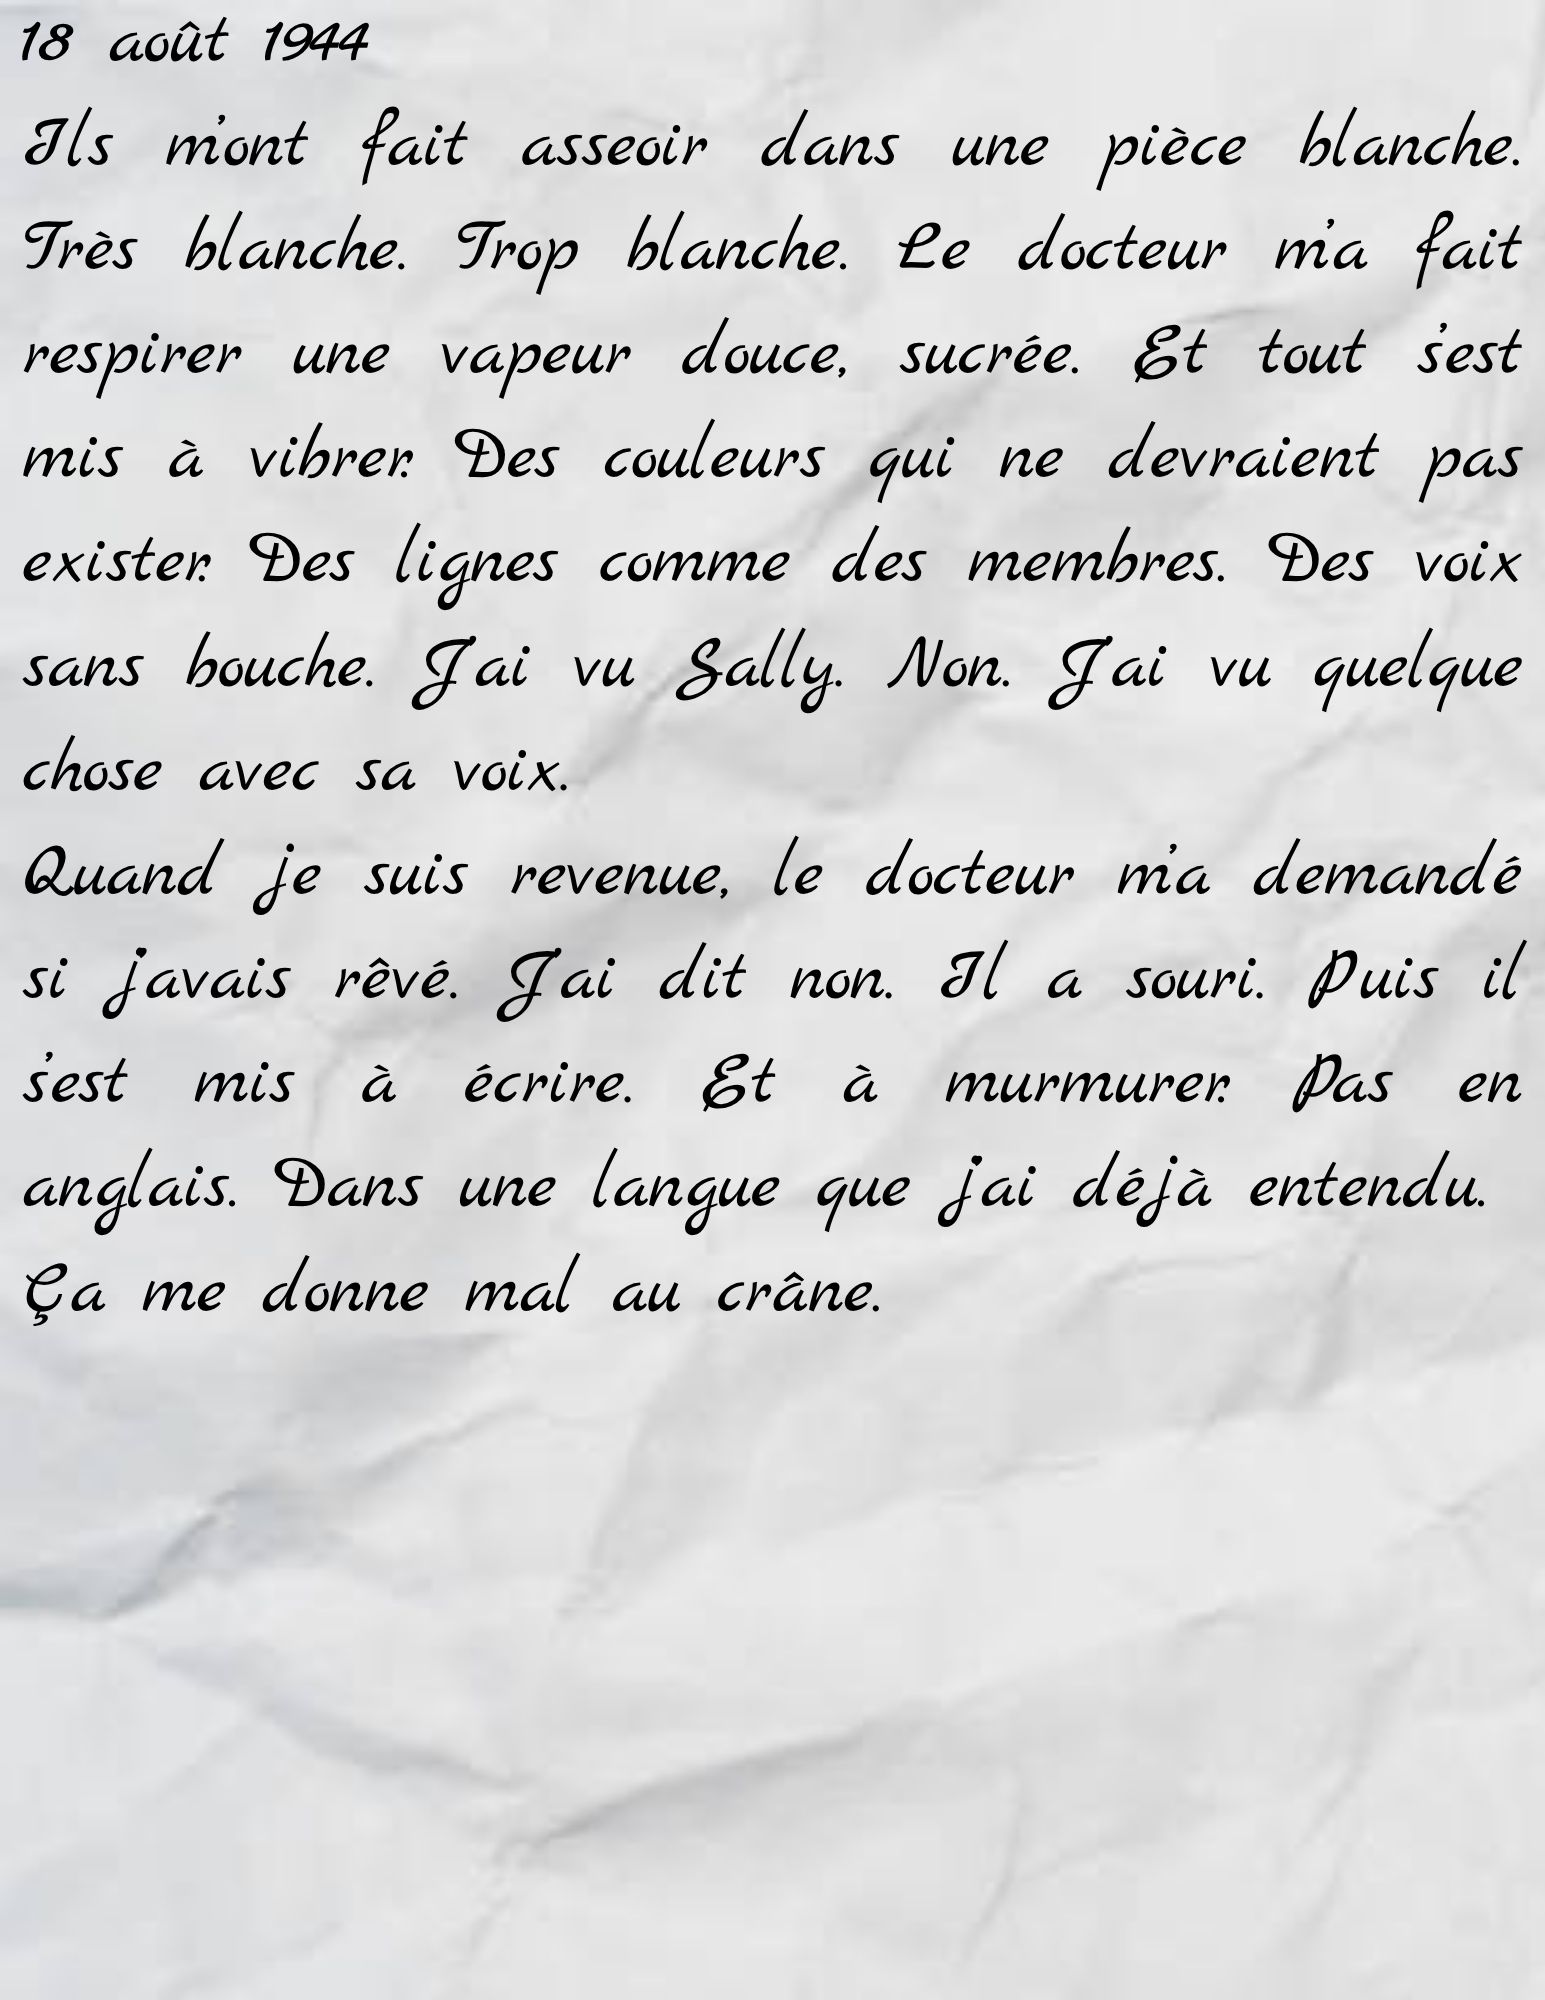 18 août 1944
Ils m'ont fait asseoir dans une pièce blanche.
Très blanche. Trop blanche. Le docteur m'a fait
respirer une vapeur douce, sucrée. Et tout s'est
mis à vibrer. Des couleurs qui ne devraient pas
exister. Des lignes comme des membres. Des voix
sans bouche. J'ai vu Sally. Non. J'ai vu quelque
chose avec sa voix.
Quand je suis revenue, le docteur m'a demandé
si j'avais rêvé. J'ai dit non. Il a souri. Puis il
s'est mis à écrire. Et à murmurer. Pas en
anglais. Dans une langue que j'ai déjà entendu.
Ça me donne mal au crâne.